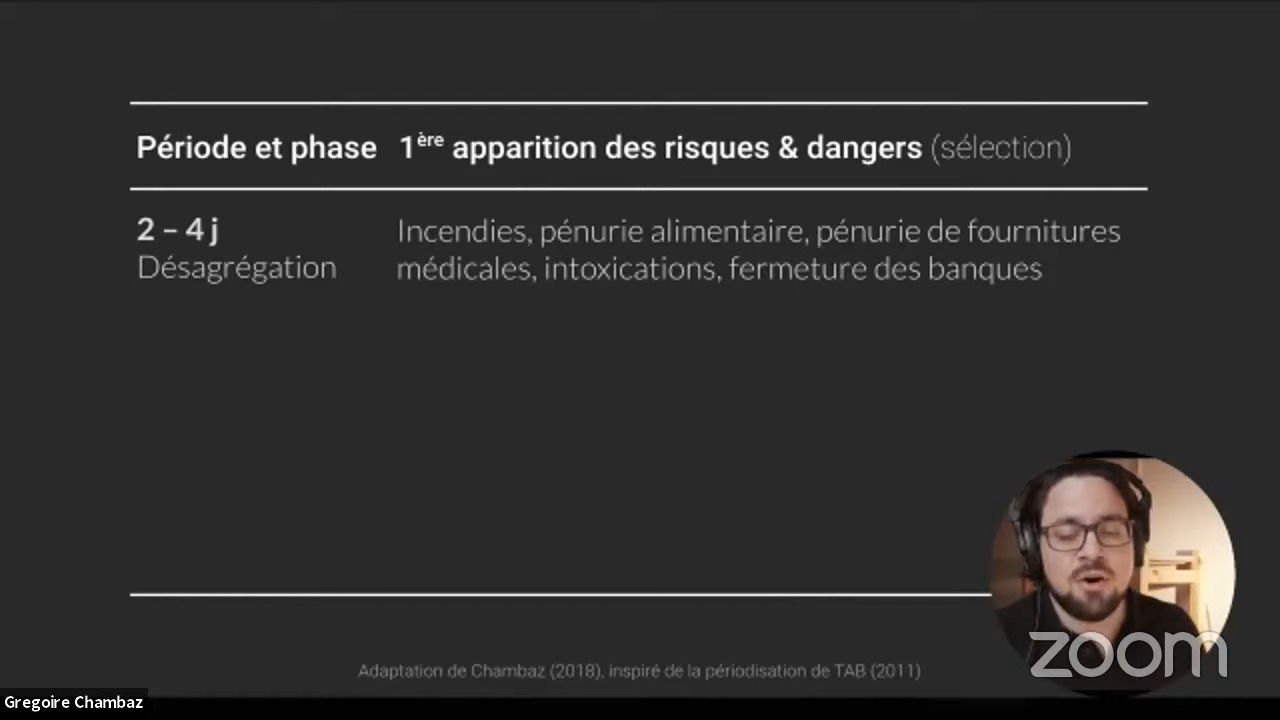 Période et phase 1ère apparition des risques & dangers (sélection)
2 – 4 j
Désagrégation
Incendies, pénurie alimentaire, pénurie de fournitures
médicales, intoxications, fermeture des banques
Adaptation de Chambaz (2018), inspiré de la périodisation de TAB (2011)
zoom
Gregoire Chambaz